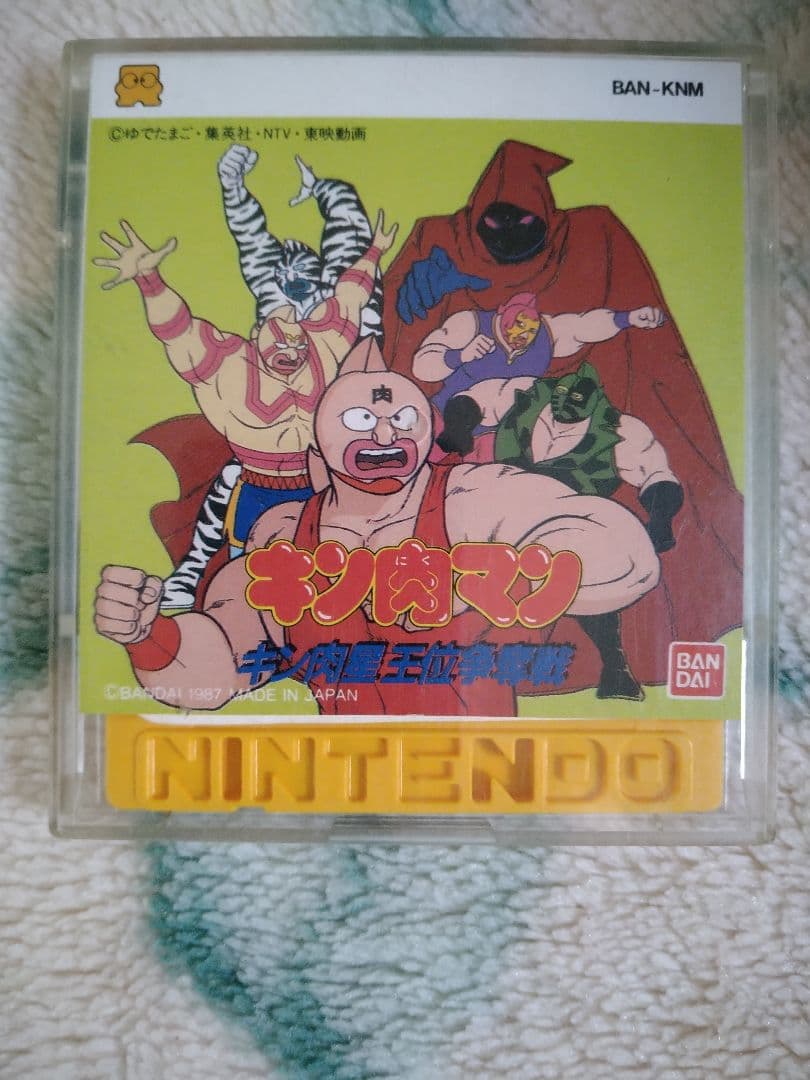 BAN-KNM
©ゆでたまご・集英社・NTV・東映動画
肉
にく
キン肉マン
キン肉星王位争奪戦
BAN
DAI
©BANDAI 1987 MADE IN JAPAN
NINTENDO